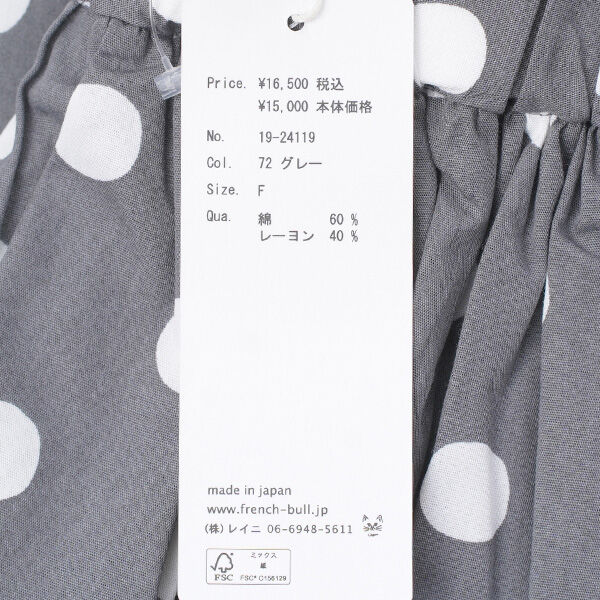 Price. ¥16,500 税込
¥15,000 本体価格
No. 19-24119
Col. 72 グレー
Size. F
Qua. 綿 60 %
レーヨン 40 %
made in japan
www.french-bull.jp
(株)レイニ 06-6948-5611
ミックス
紙
FSC
FSC® C156129